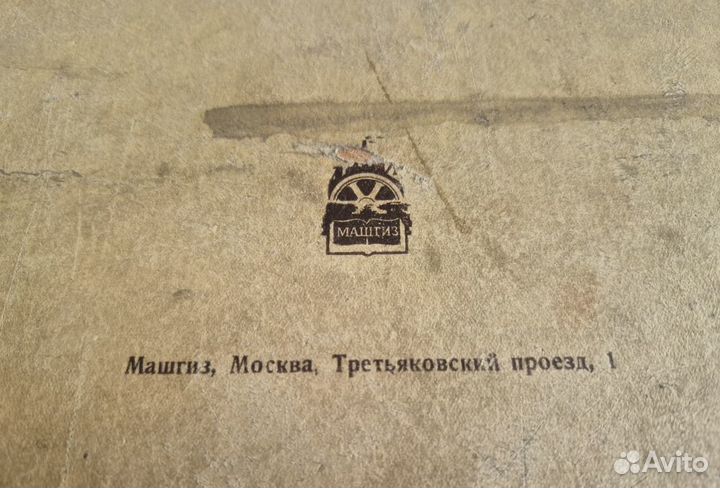 МАШГИЗ
Машгиз, Москва, Третьяковский проезд, 1
Avito